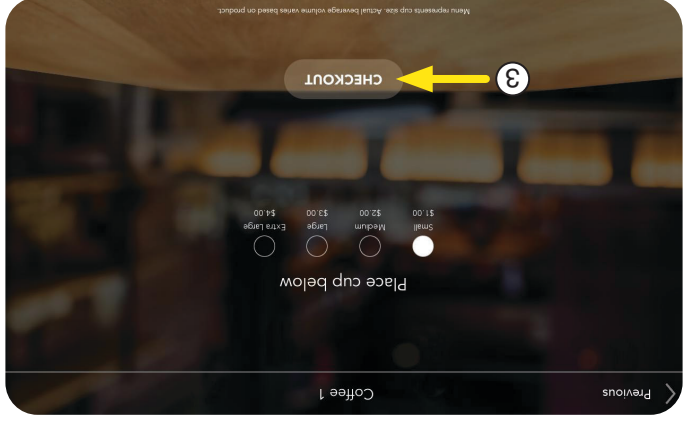 Previous
Coffee 1
Place cup below
Small Medium Large Extra Large
$1.00 $2.00 $3.00 $4.00
CHECKOUT
3
Menu represents cup size. Actual beverage volume varies based on product.